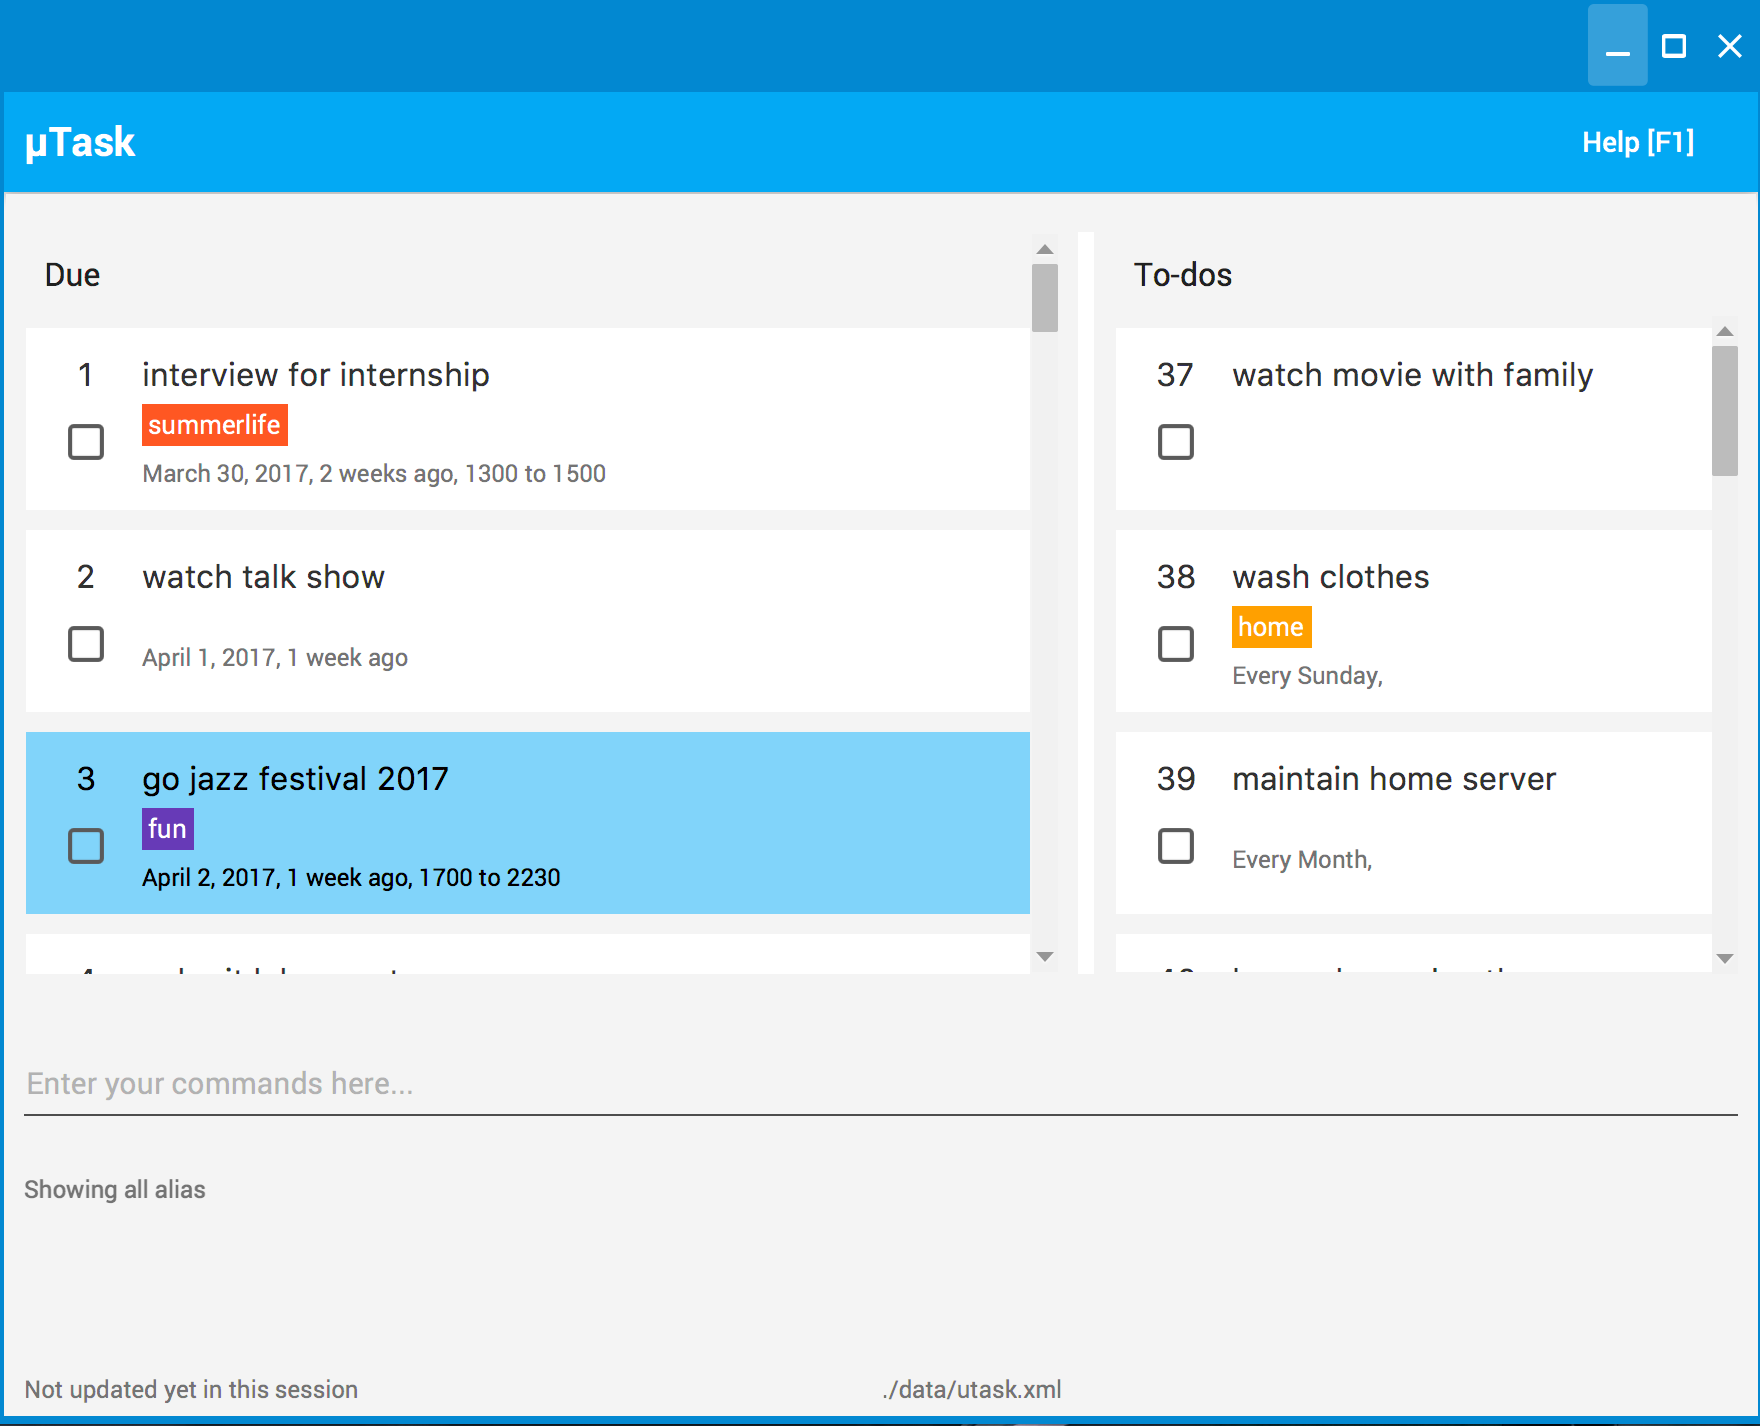 µTask
Help [F1]
Due
1 interview for internship
summerlife
March 30, 2017, 2 weeks ago, 1300 to 1500
2 watch talk show
April 1, 2017, 1 week ago
3 go jazz festival 2017
fun
April 2, 2017, 1 week ago, 1700 to 2230
To-dos
37 watch movie with family
38 wash clothes
home
Every Sunday,
39 maintain home server
Every Month,
Enter your commands here...
Showing all alias
Not updated yet in this session
./data/utask.xml